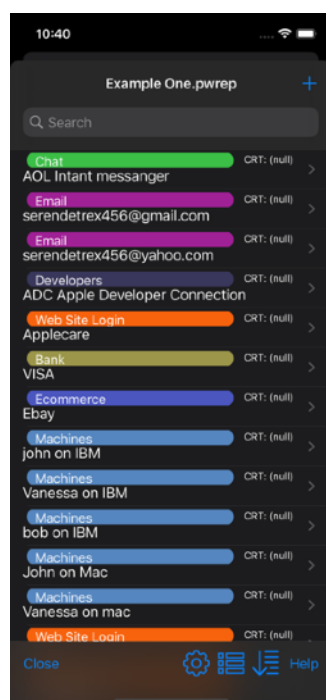 10:40
Example One.pwrep
Search
Chat CRT: (null)
AOL Intant messanger
Email CRT: (null)
serendetrex456@gmail.com
Email CRT: (null)
serendetrex456@yahoo.com
Developers CRT: (null)
ADC Apple Developer Connection
Web Site Login CRT: (null)
Applecare
Bank CRT: (null)
VISA
Ecommerce CRT: (null)
Ebay
Machines CRT: (null)
john on IBM
Machines CRT: (null)
Vanessa on IBM
Machines CRT: (null)
bob on IBM
Machines CRT: (null)
John on Mac
Machines CRT: (null)
Vanessa on mac
Web Site Login CRT: (null)
Close Help